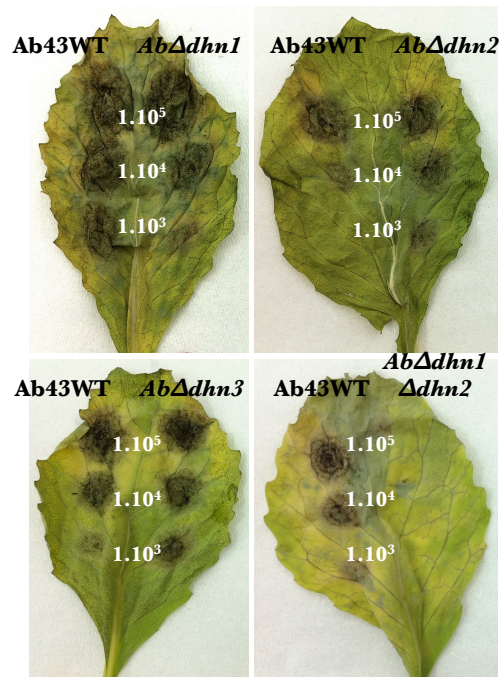 Ab43WT AbΔdhn1
1.10⁵
1.10⁴
1.10³
Ab43WT AbΔdhn2
1.10⁵
1.10⁴
1.10³
Ab43WT AbΔdhn3
1.10⁵
1.10⁴
1.10³
AbΔdhn1
Ab43WT Δdhn2
1.10⁵
1.10⁴
1.10³